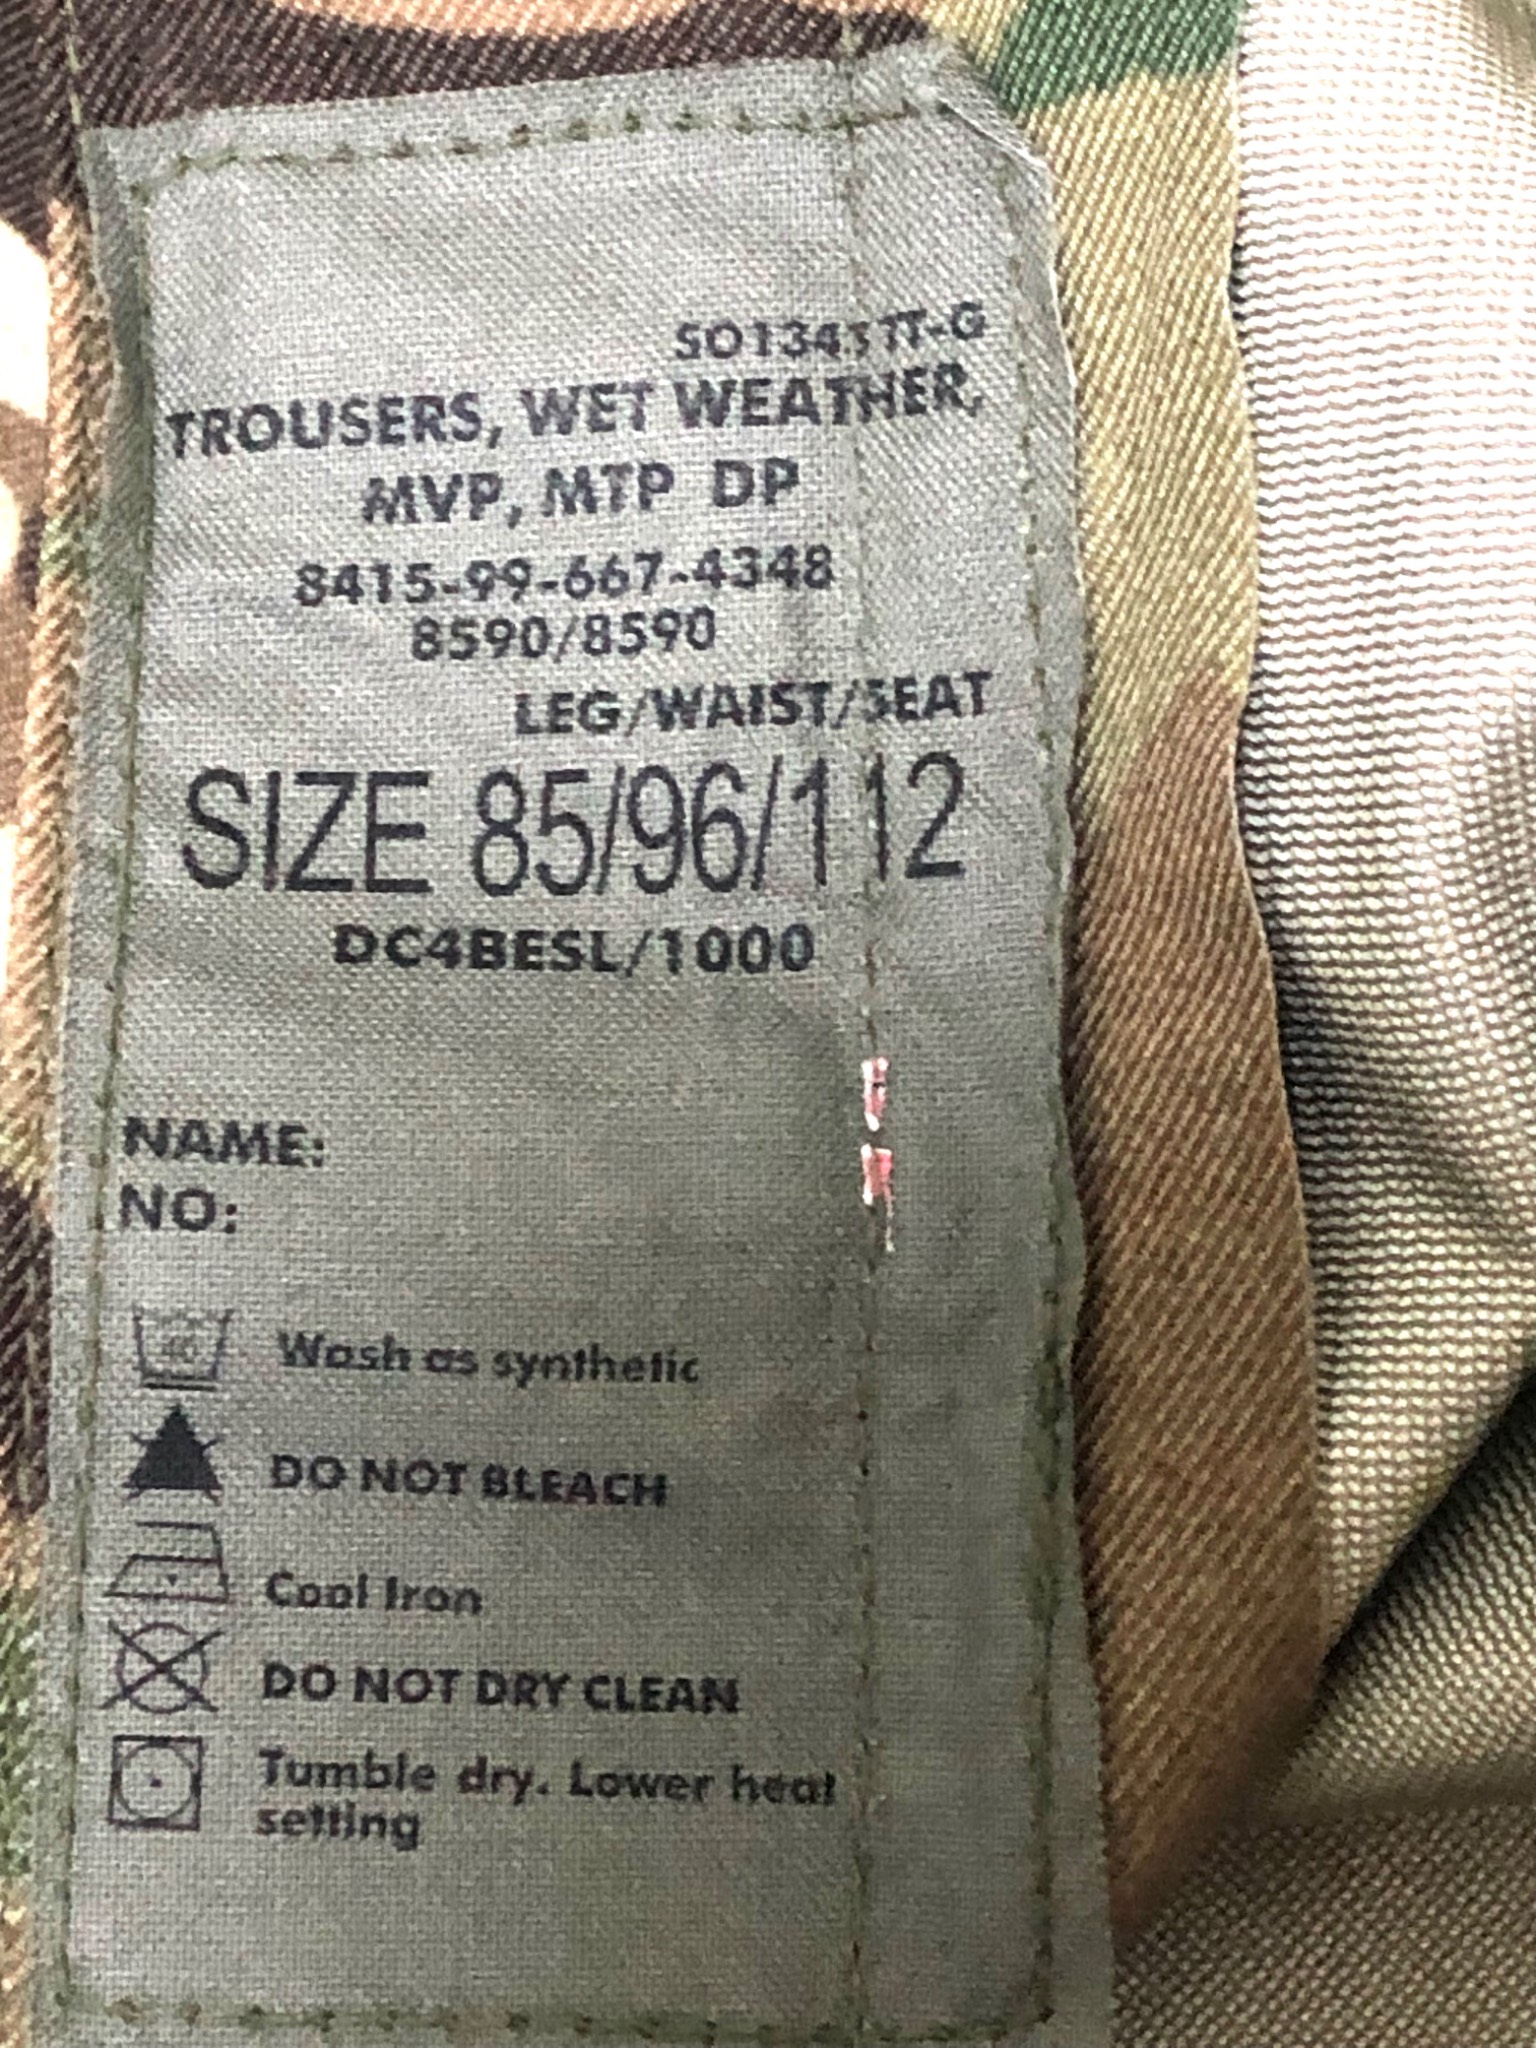 TROUSERS, WET WEATHER,
MVP, MTP DP
8415-99-667-4348
8590/8590
LEG/WAIST/SEAT
SIZE 85/96/112
DC4BESL/1000
NAME:
NO:
40 Wash as synthetic
DO NOT BLEACH
Cool Iron
DO NOT DRY CLEAN
Tumble dry. Lower heat
setting